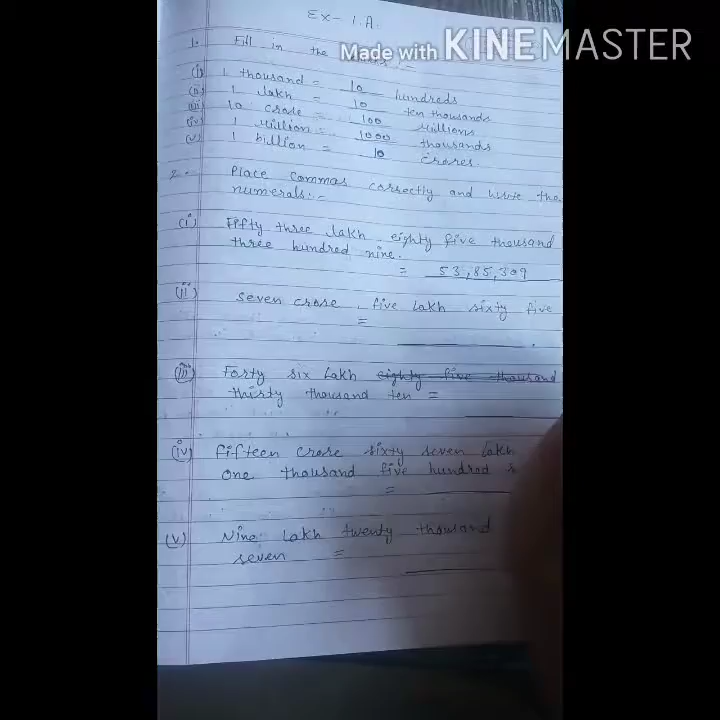 Ex- 1.A.
1. Fill in the
Made with KINEMASTER
(i) 1 thousand = 10 hundreds
(ii) 1 lakh = 10 ten thousands
(iii) 10 crore = 100 Millions
(iv) 1 Million = 1000 thousands
(v) 1 billion = 10 crares.
2. Place commas correctly and write the
numerals:-
(i) Fifty three lakh eighty five thousand
three hundred nine.
= 53,85,309
(ii) seven crore, five lakh sixty five
=
(iii) Forty six lakh eighty five thousand
thirty thousand ten =
(iv) fifteen crore sixty seven lakh
one thousand five hundred
=
(v) Nine lakh twenty thousand
seven =